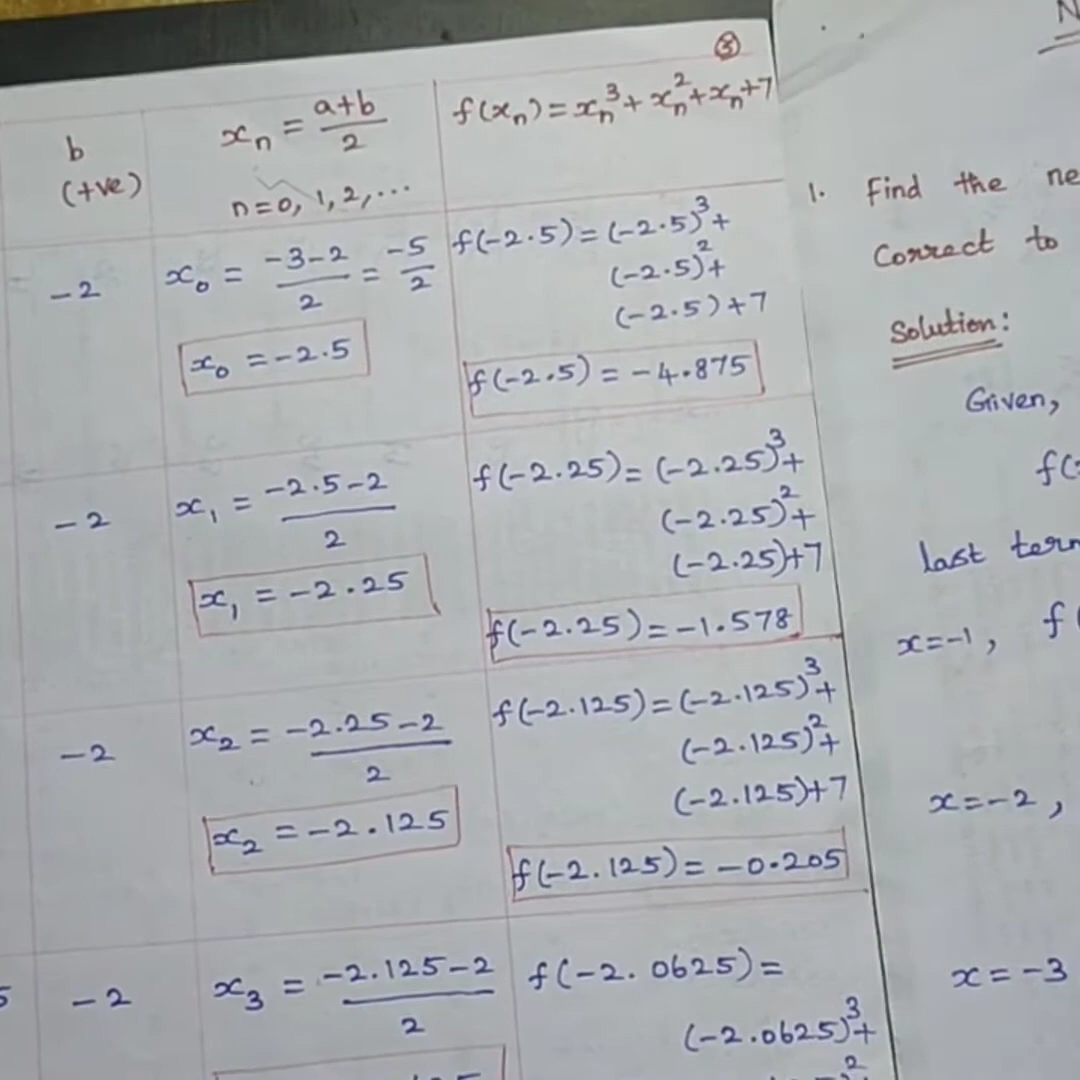 ③
b
(+ve)
xₙ = a+b/2
n=0, 1, 2, ...
f(xₙ) = xₙ³ + xₙ² + xₙ + 7
-2
x₀ = -3-2/2 = -5/2
x₀ = -2.5
f(-2.5) = (-2.5)³+
(-2.5)²+
(-2.5)+7
f(-2.5) = -4.875
-2
x₁ = -2.5-2/2
x₁ = -2.25
f(-2.25) = (-2.25)³+
(-2.25)²+
(-2.25)+7
f(-2.25) = -1.578
-2
x₂ = -2.25-2/2
x₂ = -2.125
f(-2.125) = (-2.125)³+
(-2.125)²+
(-2.125)+7
f(-2.125) = -0.205
5
-2
x₃ = -2.125-2/2
f(-2.0625) =
(-2.0625)³+
1. Find the ne
Correct to
Solution:
Given,
f(
last term
x=-1, f(
x=-2,
x=-3